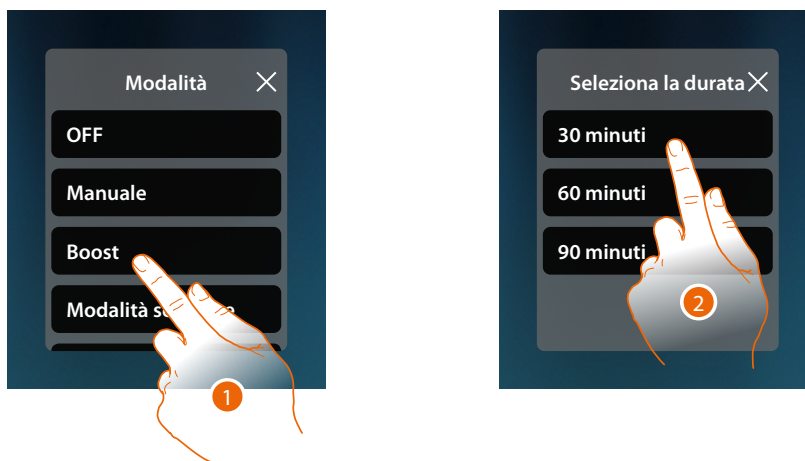 Modalità
OFF
Manuale
Boost
Modalità
1
Seleziona la durata
30 minuti
60 minuti
90 minuti
2